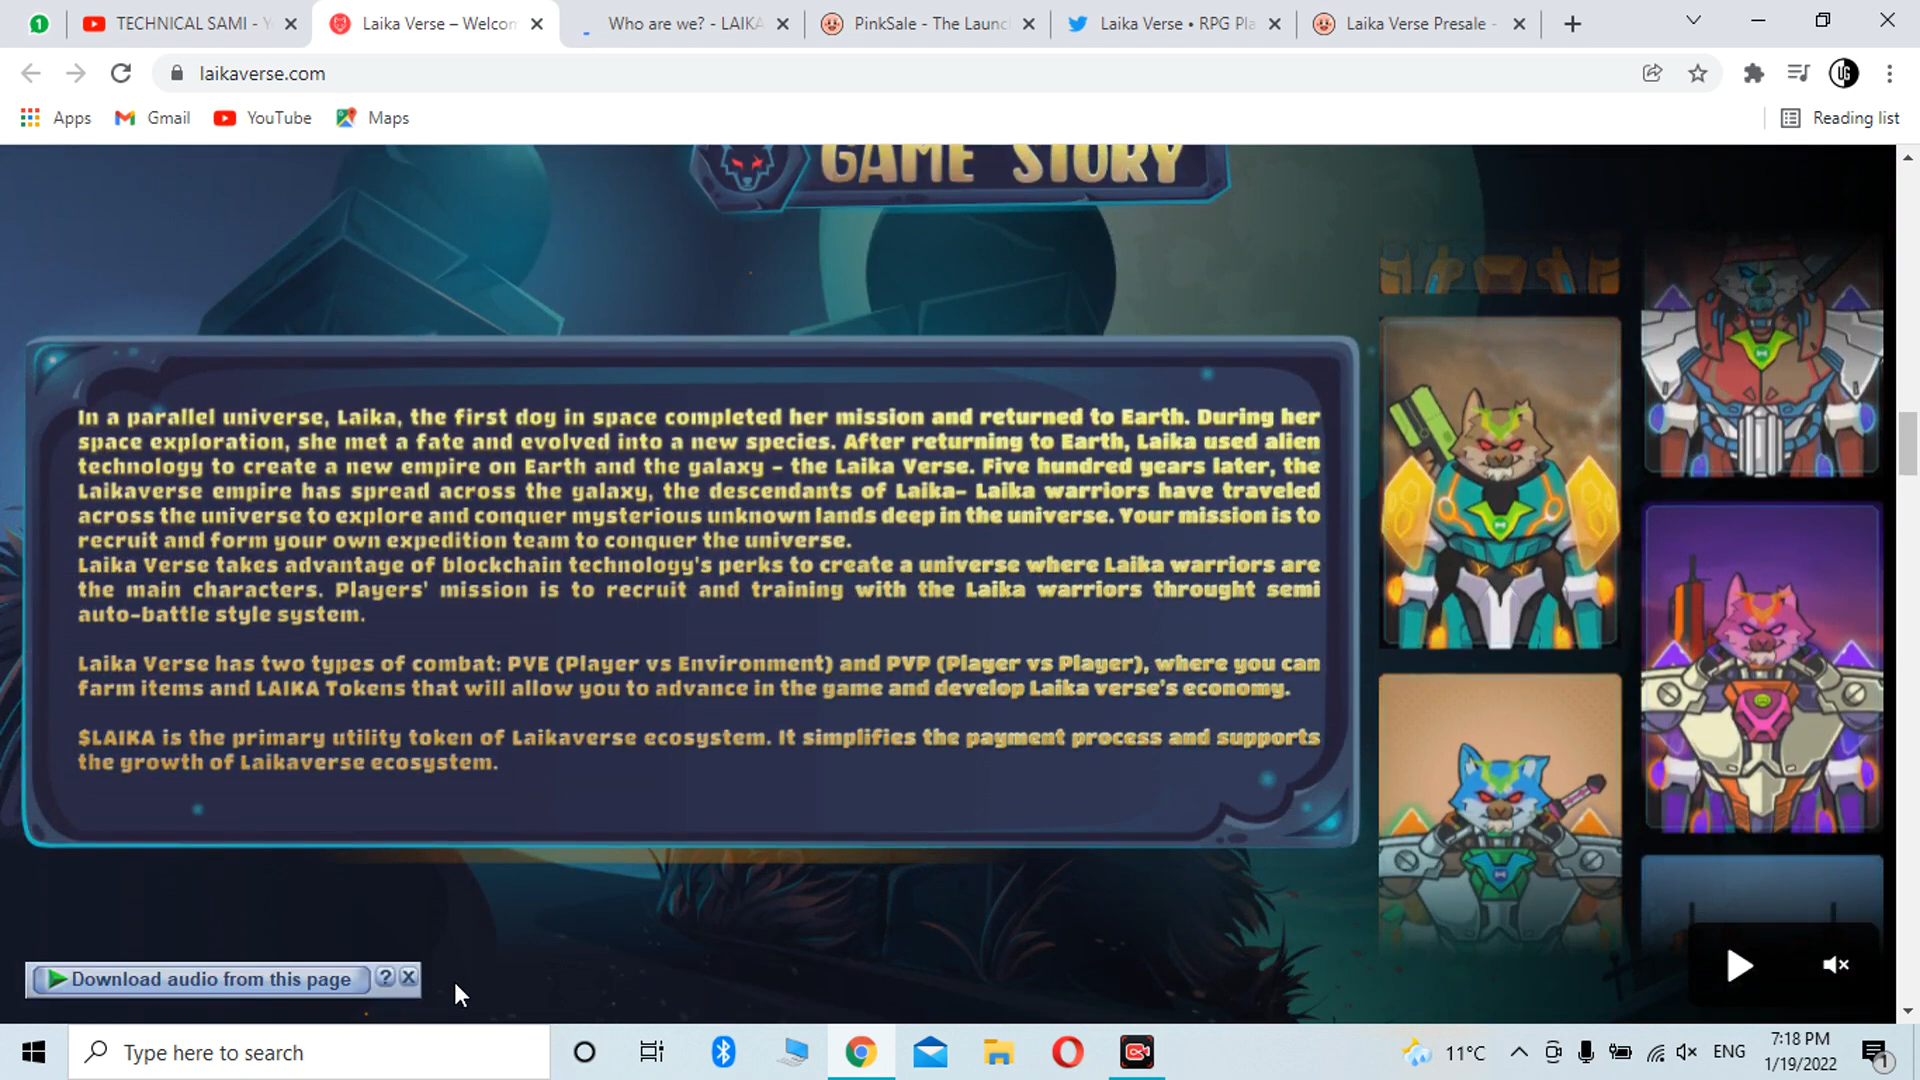 TECHNICAL SAMI - Y
Laika Verse – Welcom
Who are we? - LAIKA
PinkSale - The Launc
Laika Verse • RPG Pla
Laika Verse Presale -
laikaverse.com
UG
Apps
Gmail
YouTube
Maps
Reading list
GAME STORY
In a parallel universe, Laika, the first dog in space completed her mission and returned to Earth. During her
space exploration, she met a fate and evolved into a new species. After returning to Earth, Laika used alien
technology to create a new empire on Earth and the galaxy - the Laika Verse. Five hundred years later, the
Laikaverse empire has spread across the galaxy, the descendants of Laika- Laika warriors have traveled
across the universe to explore and conquer mysterious unknown lands deep in the universe. Your mission is to
recruit and form your own expedition team to conquer the universe.
Laika Verse takes advantage of blockchain technology's perks to create a universe where Laika warriors are
the main characters. Players' mission is to recruit and training with the Laika warriors throught semi
auto-battle style system.
Laika Verse has two types of combat: PVE (Player vs Environment) and PVP (Player vs Player), where you can
farm items and LAIKA Tokens that will allow you to advance in the game and develop Laika verse's economy.
$LAIKA is the primary utility token of Laikaverse ecosystem. It simplifies the payment process and supports
the growth of Laikaverse ecosystem.
Download audio from this page
Type here to search
11°C
ENG
7:18 PM
1/19/2022
1